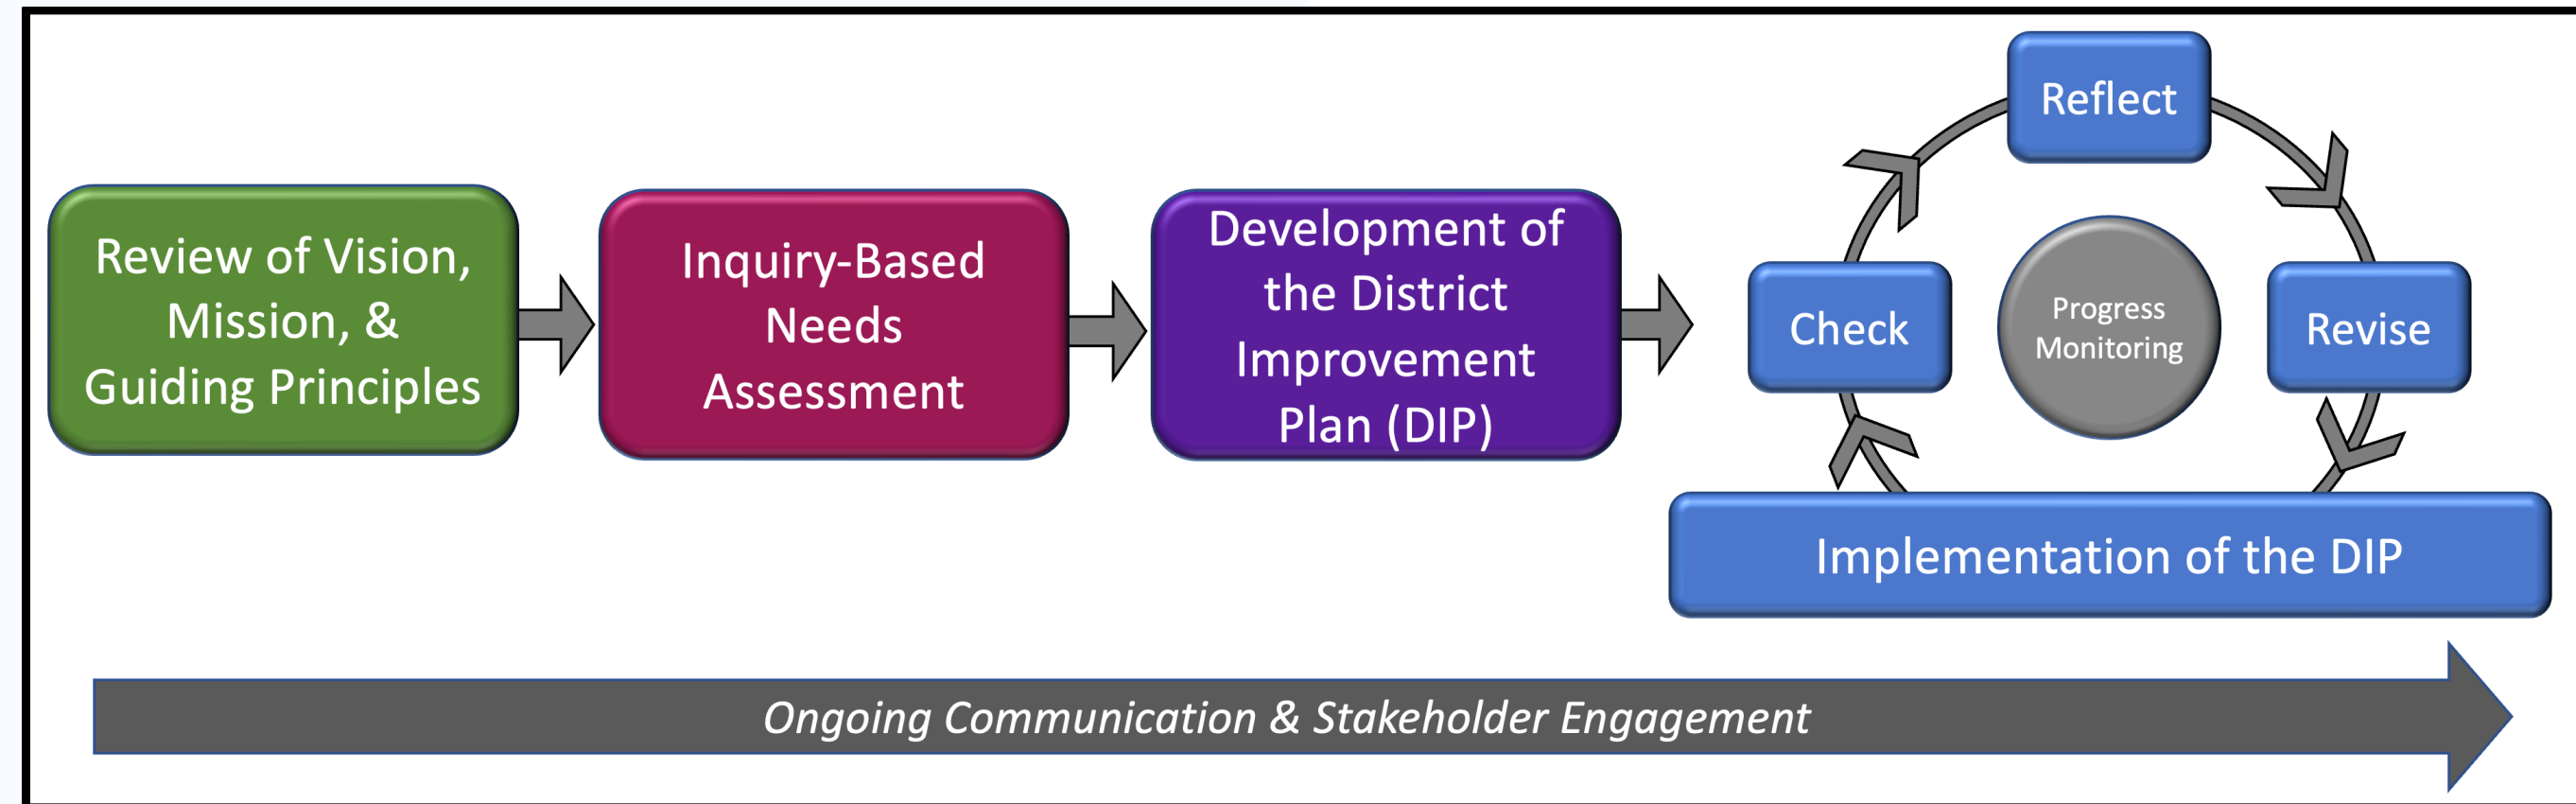 Review of Vision,
Mission, &
Guiding Principles
Inquiry-Based
Needs
Assessment
Development of
the District
Improvement
Plan (DIP)
Reflect
Check
Progress
Monitoring
Revise
Implementation of the DIP
Ongoing Communication & Stakeholder Engagement